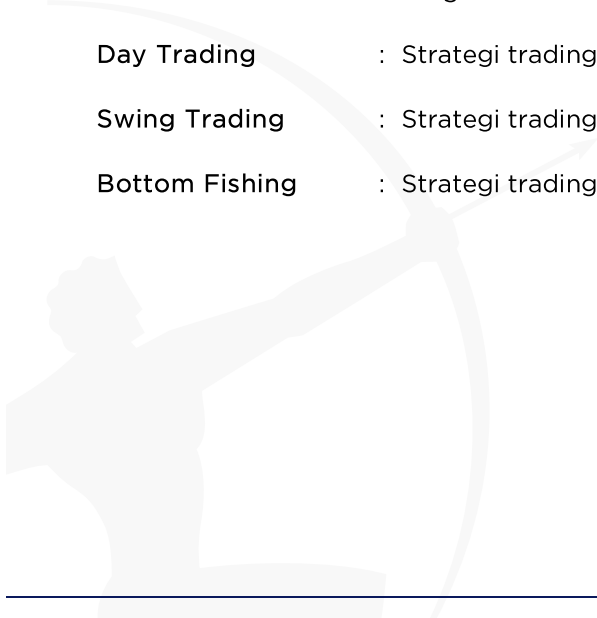 Day Trading : Strategi trading
Swing Trading : Strategi trading
Bottom Fishing : Strategi trading